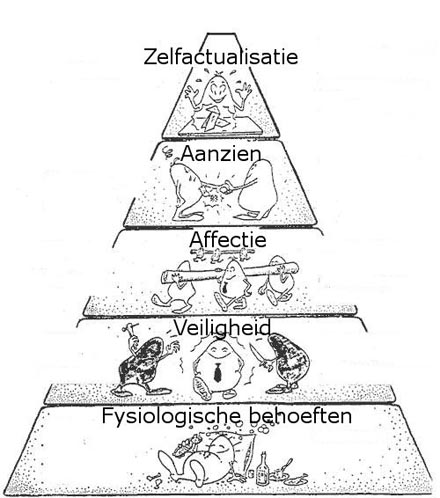 Zelfactualisatie
Aanzien
Affectie
Veiligheid
Fysiologische behoeften